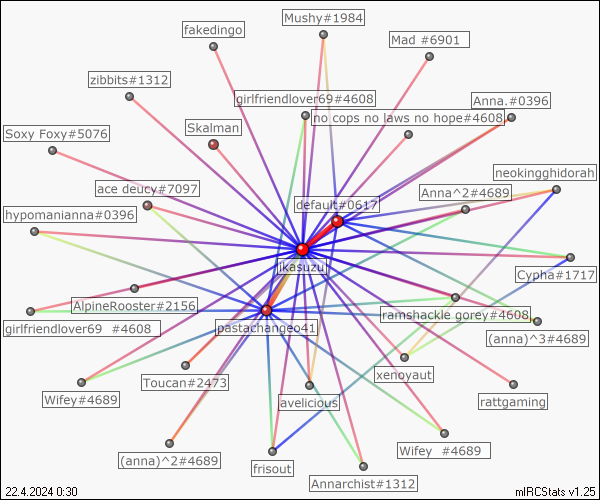 Mushy#1984
fakedingo
Mad #6901
zibbits#1312
girlfriendlover69#4608
Anna.#0396
no cops no laws no hope#4608
Skalman
Soxy Foxy#5076
neokingghidorah
ace deucy#7097
Anna^2#4689
default#0617
hypomanianna#0396
jkasuzu
Cypha#1717
AlpineRooster#2156
ramshackle gorey#4608
girlfriendlover69 #4608
pastachangeo41
(anna)^3#4689
xenoyaut
Toucan#2473
Wifey#4689
avelicious
rattgaming
Wifey #4689
(anna)^2#4689
frisout
Annarchist#1312
22.4.2024 0:30
mIRCStats v1.25